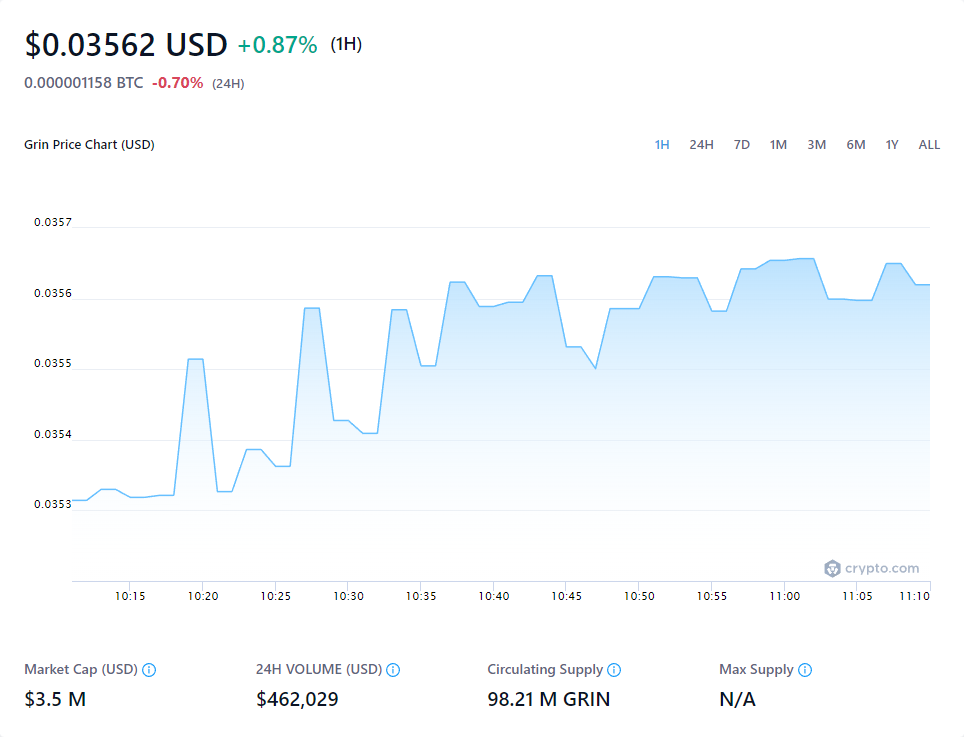 $0.03562 USD +0.87% (1H)
0.000001158 BTC -0.70% (24H)
Grin Price Chart (USD) 1H 24H 7D 1M 3M 6M 1Y ALL
0.0357
0.0356
0.0355
0.0354
0.0353
crypto.com
10:15 10:20 10:25 10:30 10:35 10:40 10:45 10:50 10:55 11:00 11:05 11:10
Market Cap (USD) 24H VOLUME (USD) Circulating Supply Max Supply
$3.5 M $462,029 98.21 M GRIN N/A